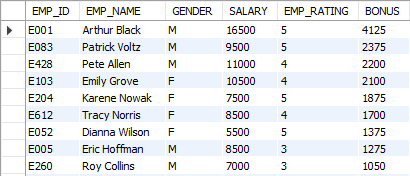 EMP_ID EMP_NAME GENDER SALARY EMP_RATING BONUS
E001 Arthur Black M 16500 5 4125
E083 Patrick Voltz M 9500 5 2375
E428 Pete Allen M 11000 4 2200
E103 Emily Grove F 10500 4 2100
E204 Karene Nowak F 7500 5 1875
E612 Tracy Norris F 8500 4 1700
E052 Dianna Wilson F 5500 5 1375
E005 Eric Hoffman M 8500 3 1275
E260 Roy Collins M 7000 3 1050